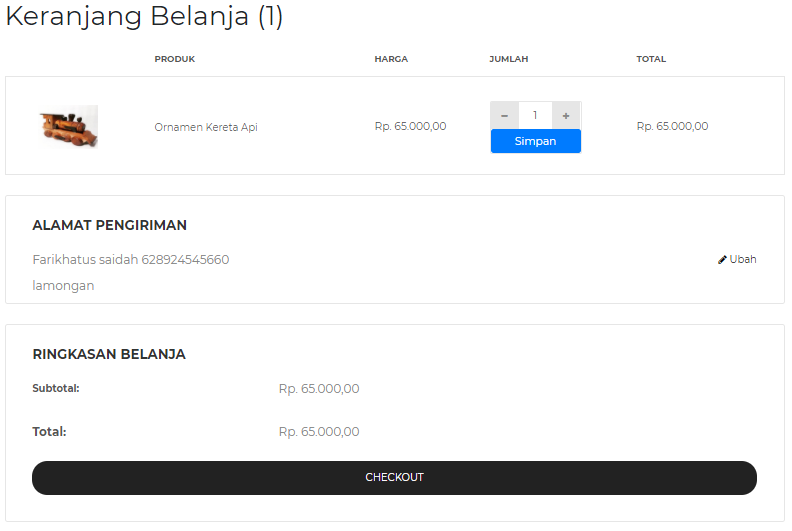 Keranjang Belanja (1)
PRODUK HARGA JUMLAH TOTAL
Ornamen Kereta Api Rp. 65.000,00 − 1 + Rp. 65.000,00
Simpan
ALAMAT PENGIRIMAN
Farikhatus saidah 628924545660 Ubah
lamongan
RINGKASAN BELANJA
Subtotal: Rp. 65.000,00
Total: Rp. 65.000,00
CHECKOUT